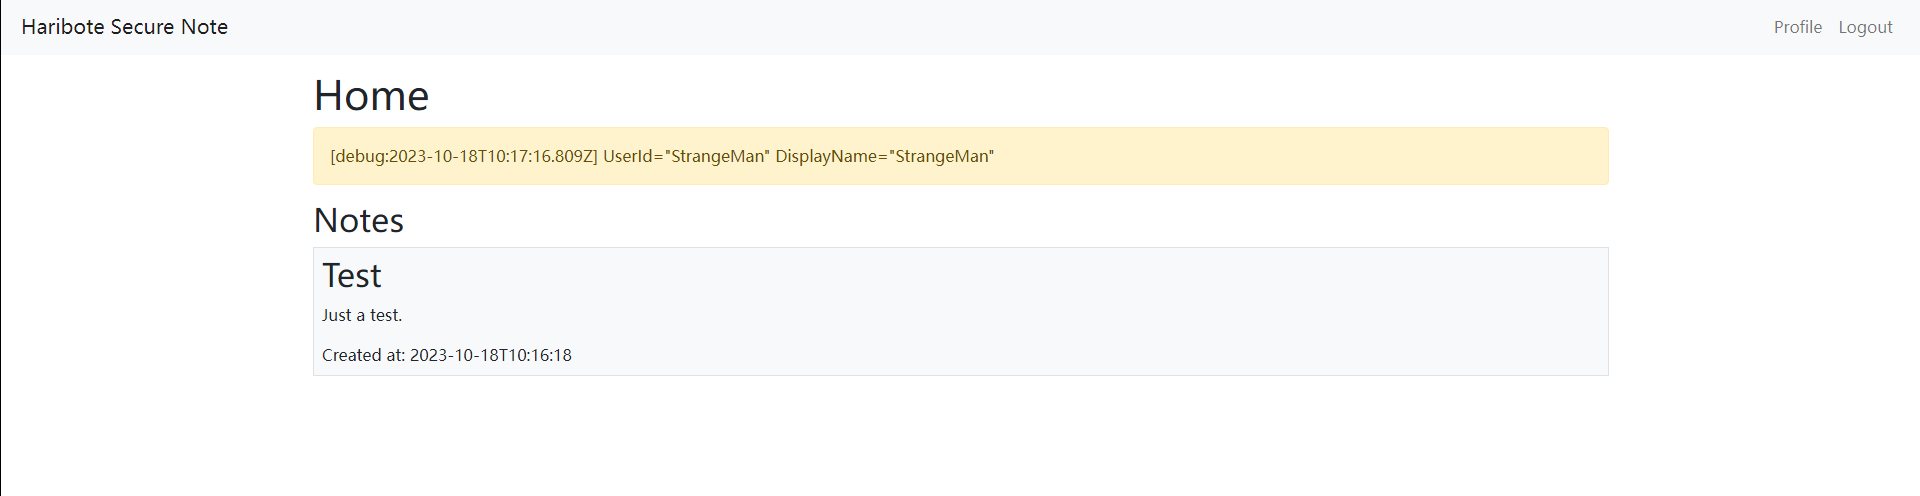 Haribote Secure Note
Profile Logout
Home
[debug:2023-10-18T10:17:16.809Z] UserId="StrangeMan" DisplayName="StrangeMan"
Notes
Test
Just a test.
Created at: 2023-10-18T10:16:18